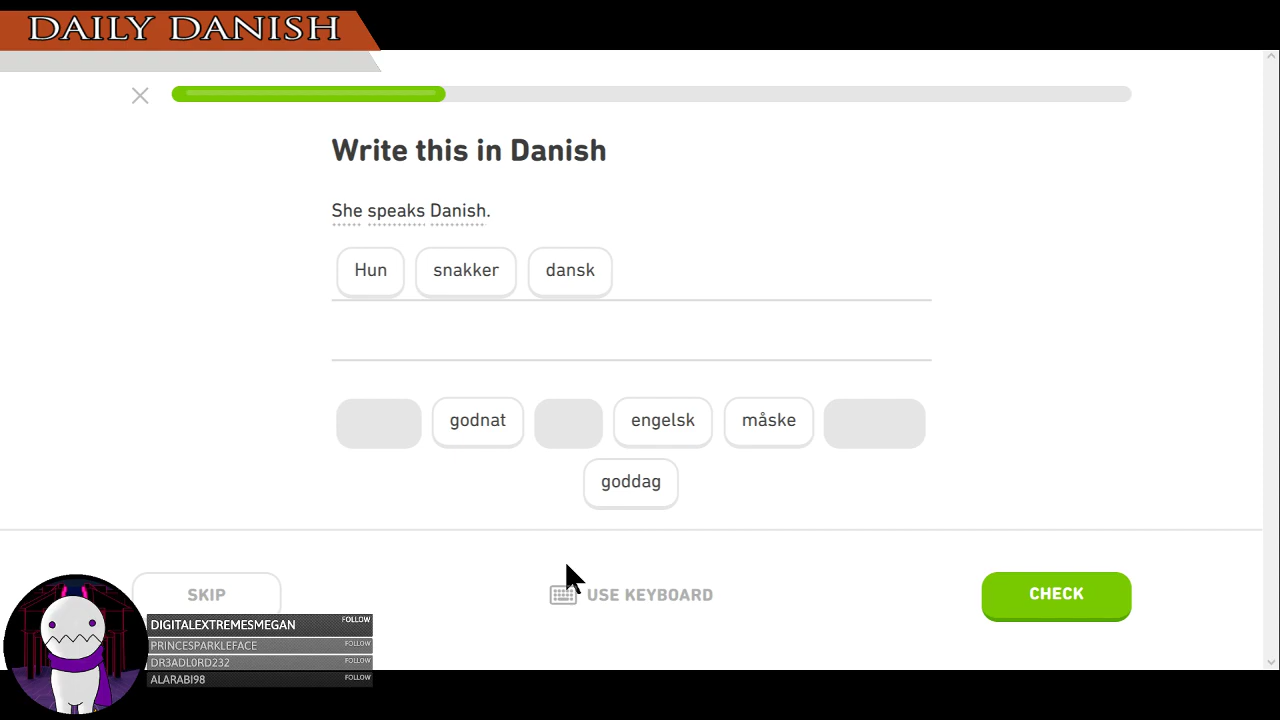 DAILY DANISH
Write this in Danish
She speaks Danish.
Hun snakker dansk
godnat engelsk måske
goddag
SKIP
USE KEYBOARD
CHECK
DIGITALEXTREMESMEGAN FOLLOW
PRINCESPARKLEFACE FOLLOW
DR3ADL0RD232 FOLLOW
ALARABI98 FOLLOW